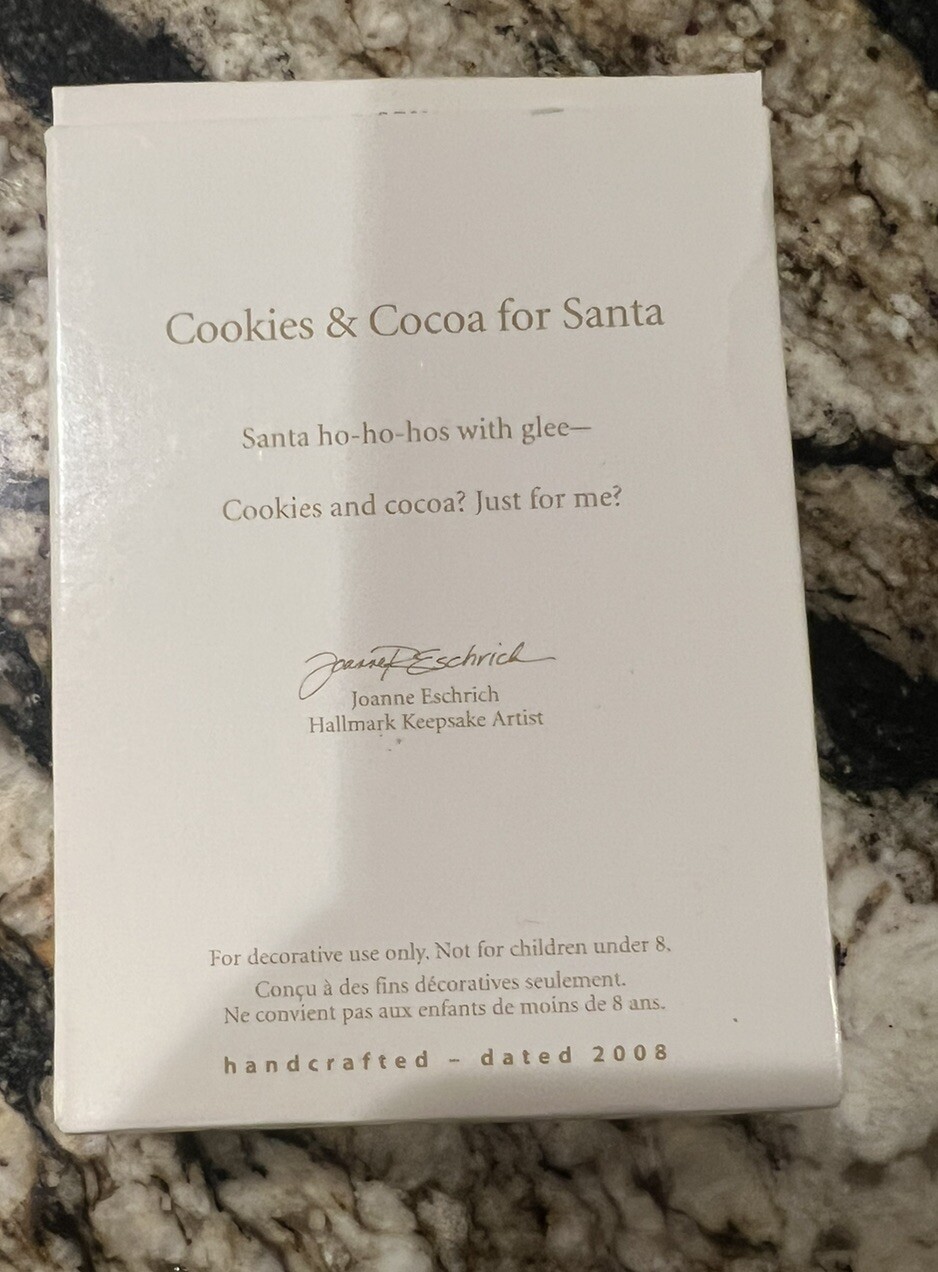 Cookies & Cocoa for Santa
Santa ho-ho-hos with glee—
Cookies and cocoa? Just for me?
Joanne R Eschrich
Joanne Eschrich
Hallmark Keepsake Artist
For decorative use only. Not for children under 8.
Conçu à des fins décoratives seulement.
Ne convient pas aux enfants de moins de 8 ans.
handcrafted – dated 2008